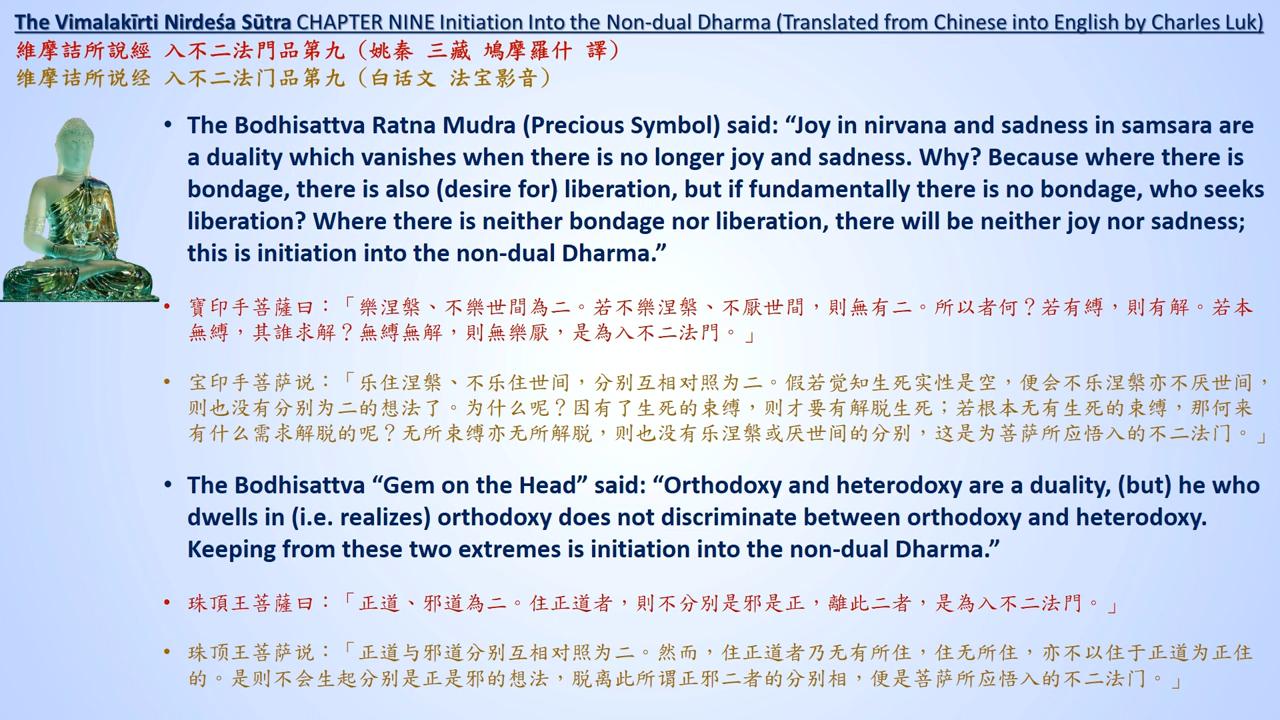 The Vimalakīrti Nirdeśa Sūtra CHAPTER NINE Initiation Into the Non-dual Dharma (Translated from Chinese into English by Charles Luk)
維摩詰所說經 入不二法門品第九（姚秦 三藏 鳩摩羅什 譯）
维摩诘所说经 入不二法门品第九（白话文 法宝影音）
• The Bodhisattva Ratna Mudra (Precious Symbol) said: “Joy in nirvana and sadness in samsara are
a duality which vanishes when there is no longer joy and sadness. Why? Because where there is
bondage, there is also (desire for) liberation, but if fundamentally there is no bondage, who seeks
liberation? Where there is neither bondage nor liberation, there will be neither joy nor sadness;
this is initiation into the non-dual Dharma.”
• 寶印手菩薩曰：「樂涅槃、不樂世間為二。若不樂涅槃、不厭世間，則無有二。所以者何？若有縛，則有解。若本
無縛，其誰求解？無縛無解，則無樂厭，是為入不二法門。」
• 宝印手菩萨说：「乐住涅槃、不乐住世间，分别互相对照为二。假若觉知生死实性是空，便会不乐涅槃亦不厌世间，
则也没有分别为二的想法了。为什么呢？因有了生死的束缚，则才要有解脱生死；若根本无有生死的束缚，那何来
有什么需求解脱的呢？无所束缚亦无所解脱，则也没有乐涅槃或厌世间的分别，这是为菩萨所应悟入的不二法门。」
• The Bodhisattva “Gem on the Head” said: “Orthodoxy and heterodoxy are a duality, (but) he who
dwells in (i.e. realizes) orthodoxy does not discriminate between orthodoxy and heterodoxy.
Keeping from these two extremes is initiation into the non-dual Dharma.”
• 珠頂王菩薩曰：「正道、邪道為二。住正道者，則不分別是邪是正，離此二者，是為入不二法門。」
• 珠顶王菩萨说：「正道与邪道分别互相对照为二。然而，住正道者乃无有所住，住无所住，亦不以住于正道为正住
的。是则不会生起分别是正是邪的想法，脱离此所谓正邪二者的分别相，便是菩萨所应悟入的不二法门。」